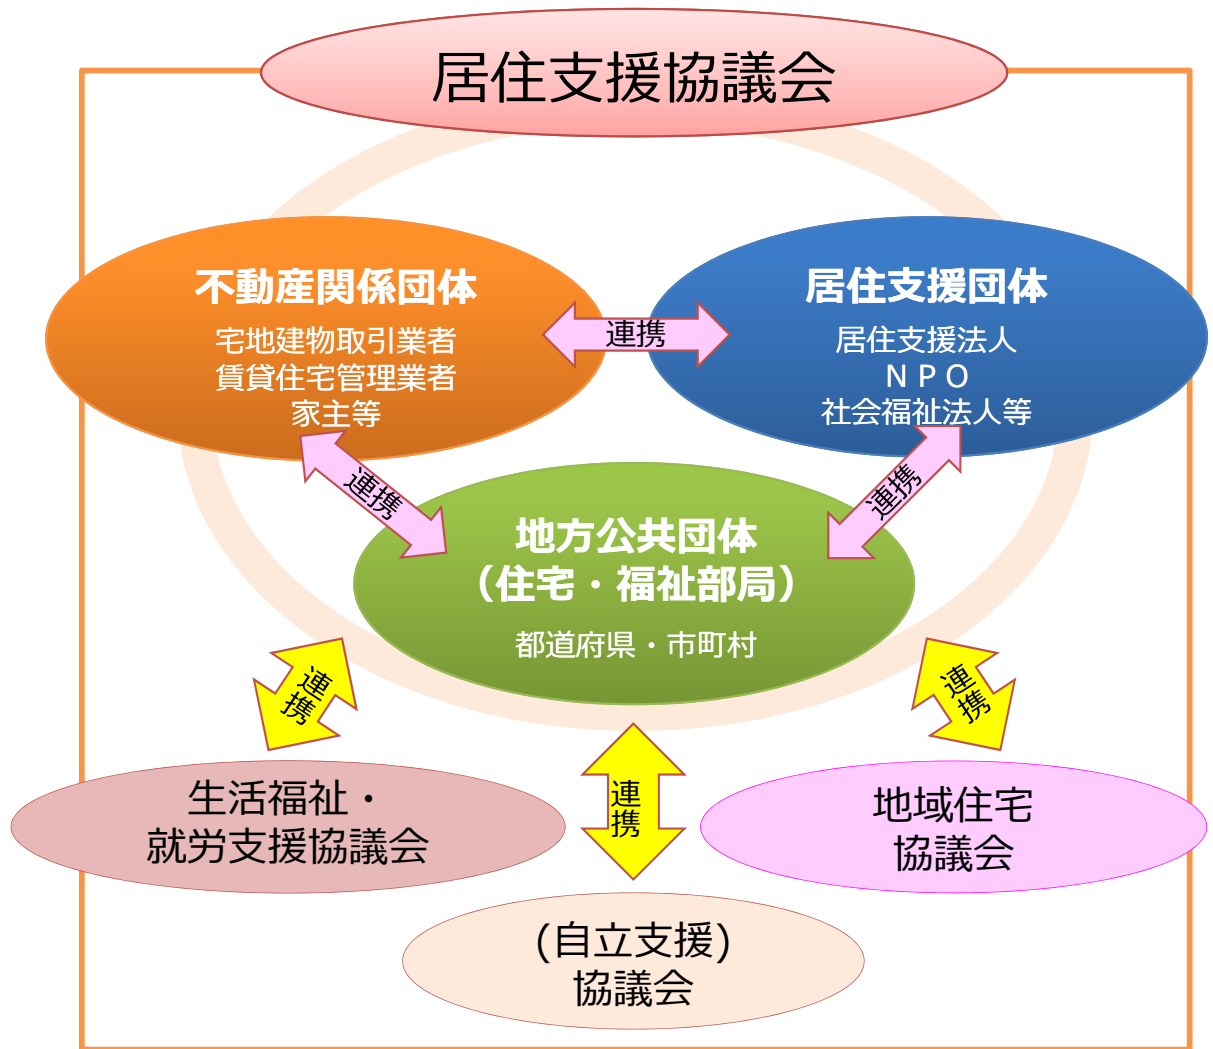 居住支援協議会
不動産関係団体
宅地建物取引業者
賃貸住宅管理業者
家主等
連携
居住支援団体
居住支援法人
ＮＰＯ
社会福祉法人等
連携
連携
地方公共団体
（住宅・福祉部局）
都道府県・市町村
連携
連携
連携
生活福祉・
就労支援協議会
地域住宅
協議会
(自立支援)
協議会